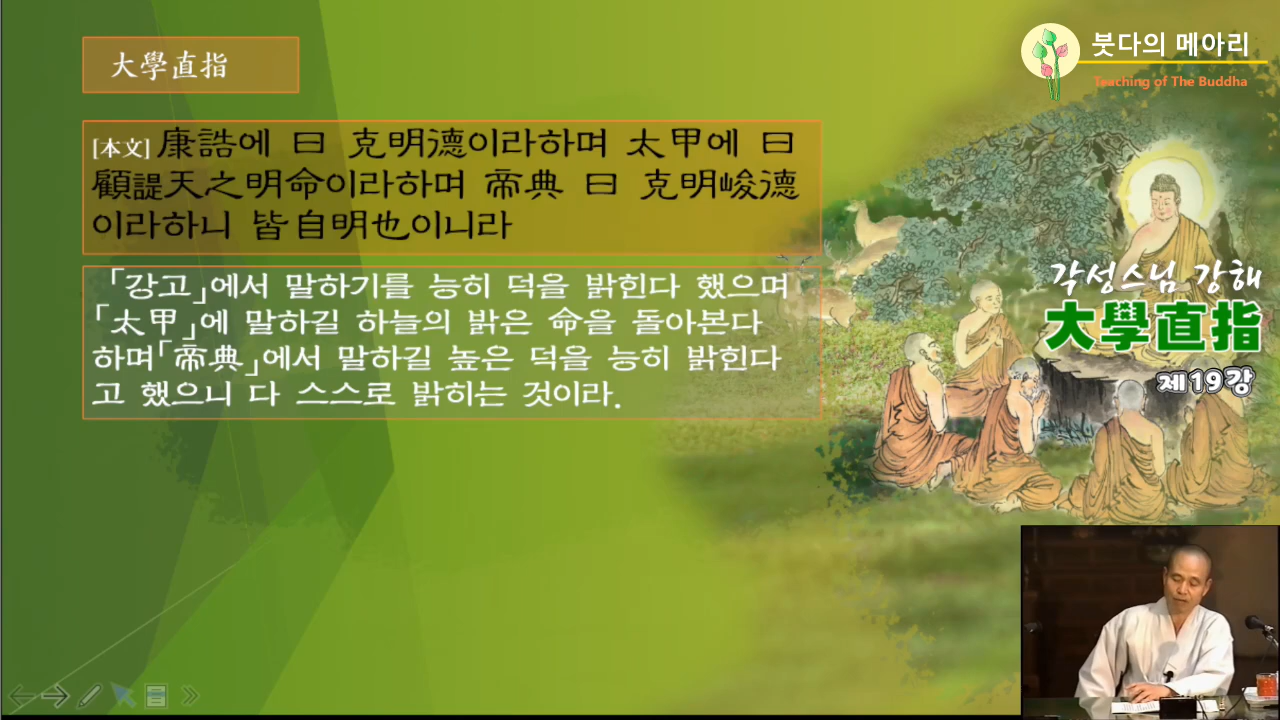 大學直指
붓다의 메아리
Teaching of The Buddha
[本文] 康誥에 曰 克明德이라하며 太甲에 曰
顧諟天之明命이라하며 帝典 曰 克明峻德
이라하니 皆自明也이니라
「강고」에서 말하기를 능히 덕을 밝힌다 했으며
「太甲」에 말하길 하늘의 밝은 命을 돌아본다
하며「帝典」에서 말하길 높은 덕을 능히 밝힌다
고 했으니 다 스스로 밝히는 것이라.
각성스님 강해
大學直指
제19강